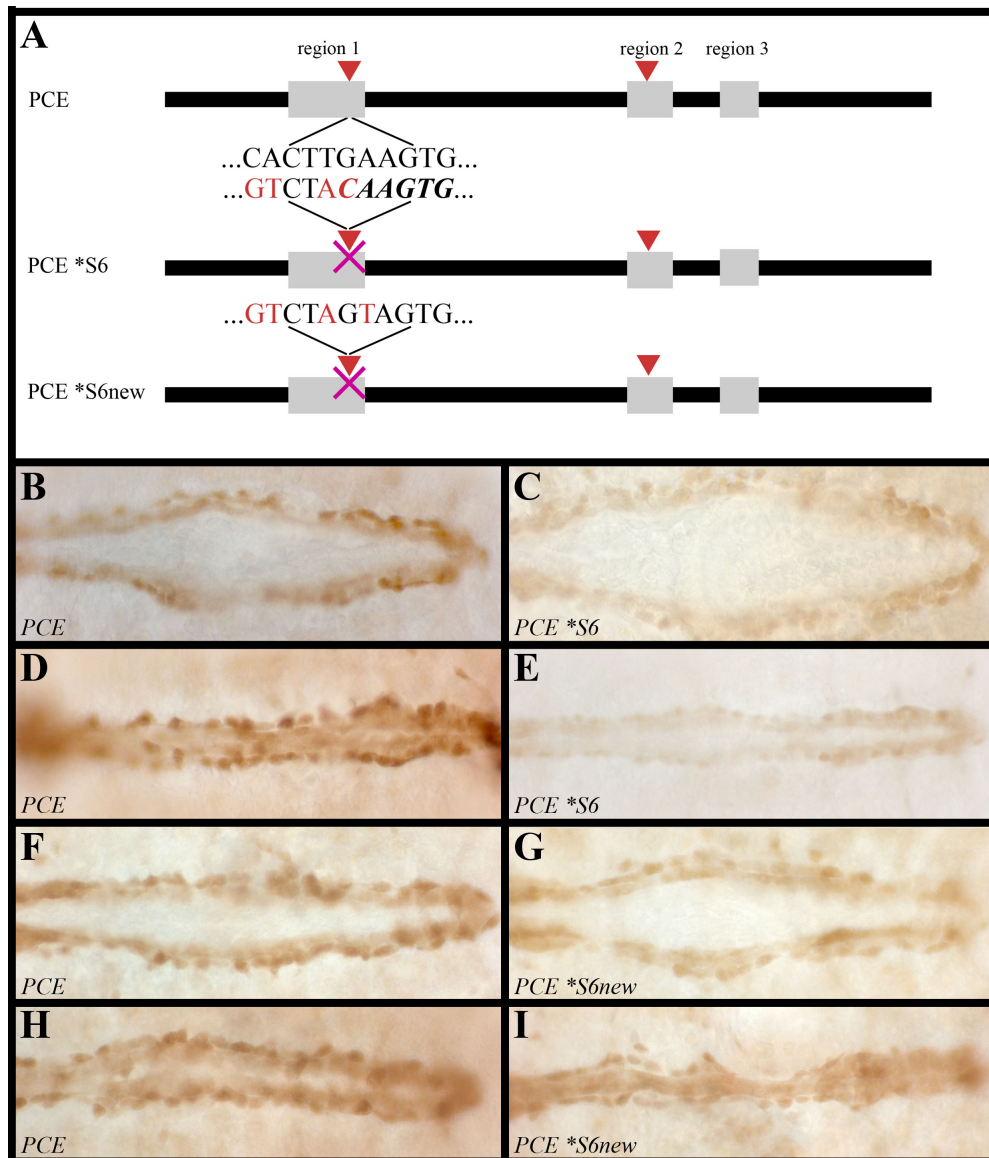 A
region 1
region 2
region 3
PCE
...CACTTGAAGTG...
...GTCTACAAGTG...
PCE *S6
...GTCTAGTAGTG...
PCE *S6new
B
PCE
C
PCE *S6
D
PCE
E
PCE *S6
F
PCE
G
PCE *S6new
H
PCE
I
PCE *S6new